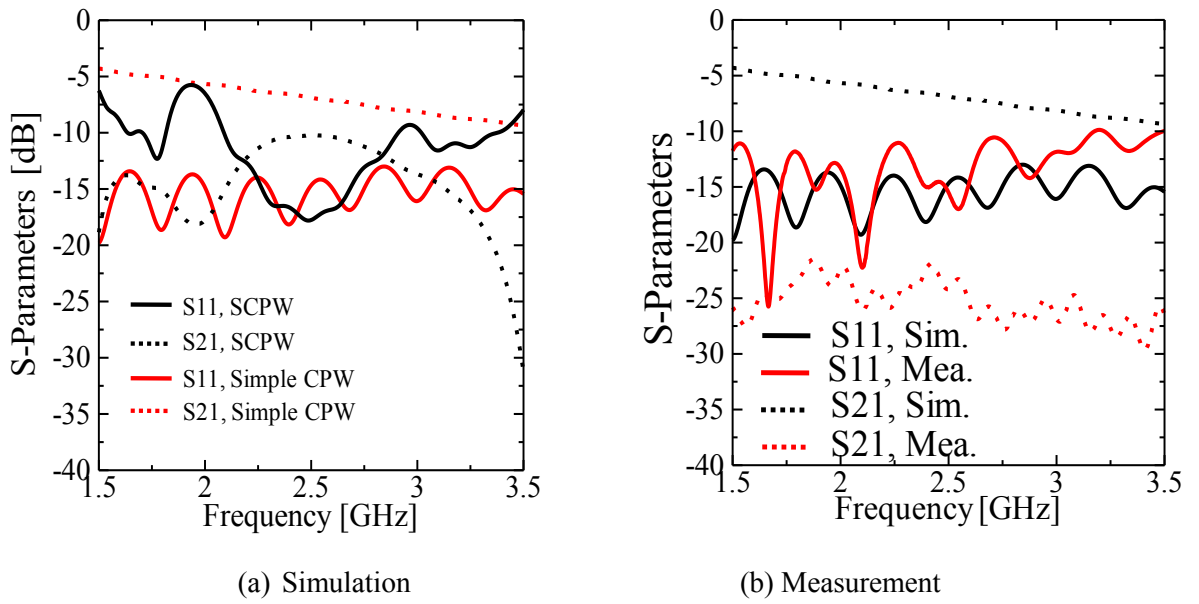 0
-5
-10
-15
-20
-25
-30
-35
-40
S-Parameters [dB]
S11, SCPW
S21, SCPW
S11, Simple CPW
S21, Simple CPW
1.5 2 2.5 3 3.5
Frequency [GHz]
(a) Simulation
0
-5
-10
-15
-20
-25
-30
-35
-40
S-Parameters
S11, Sim.
S11, Mea.
S21, Sim.
S21, Mea.
1.5 2 2.5 3 3.5
Frequency [GHz]
(b) Measurement